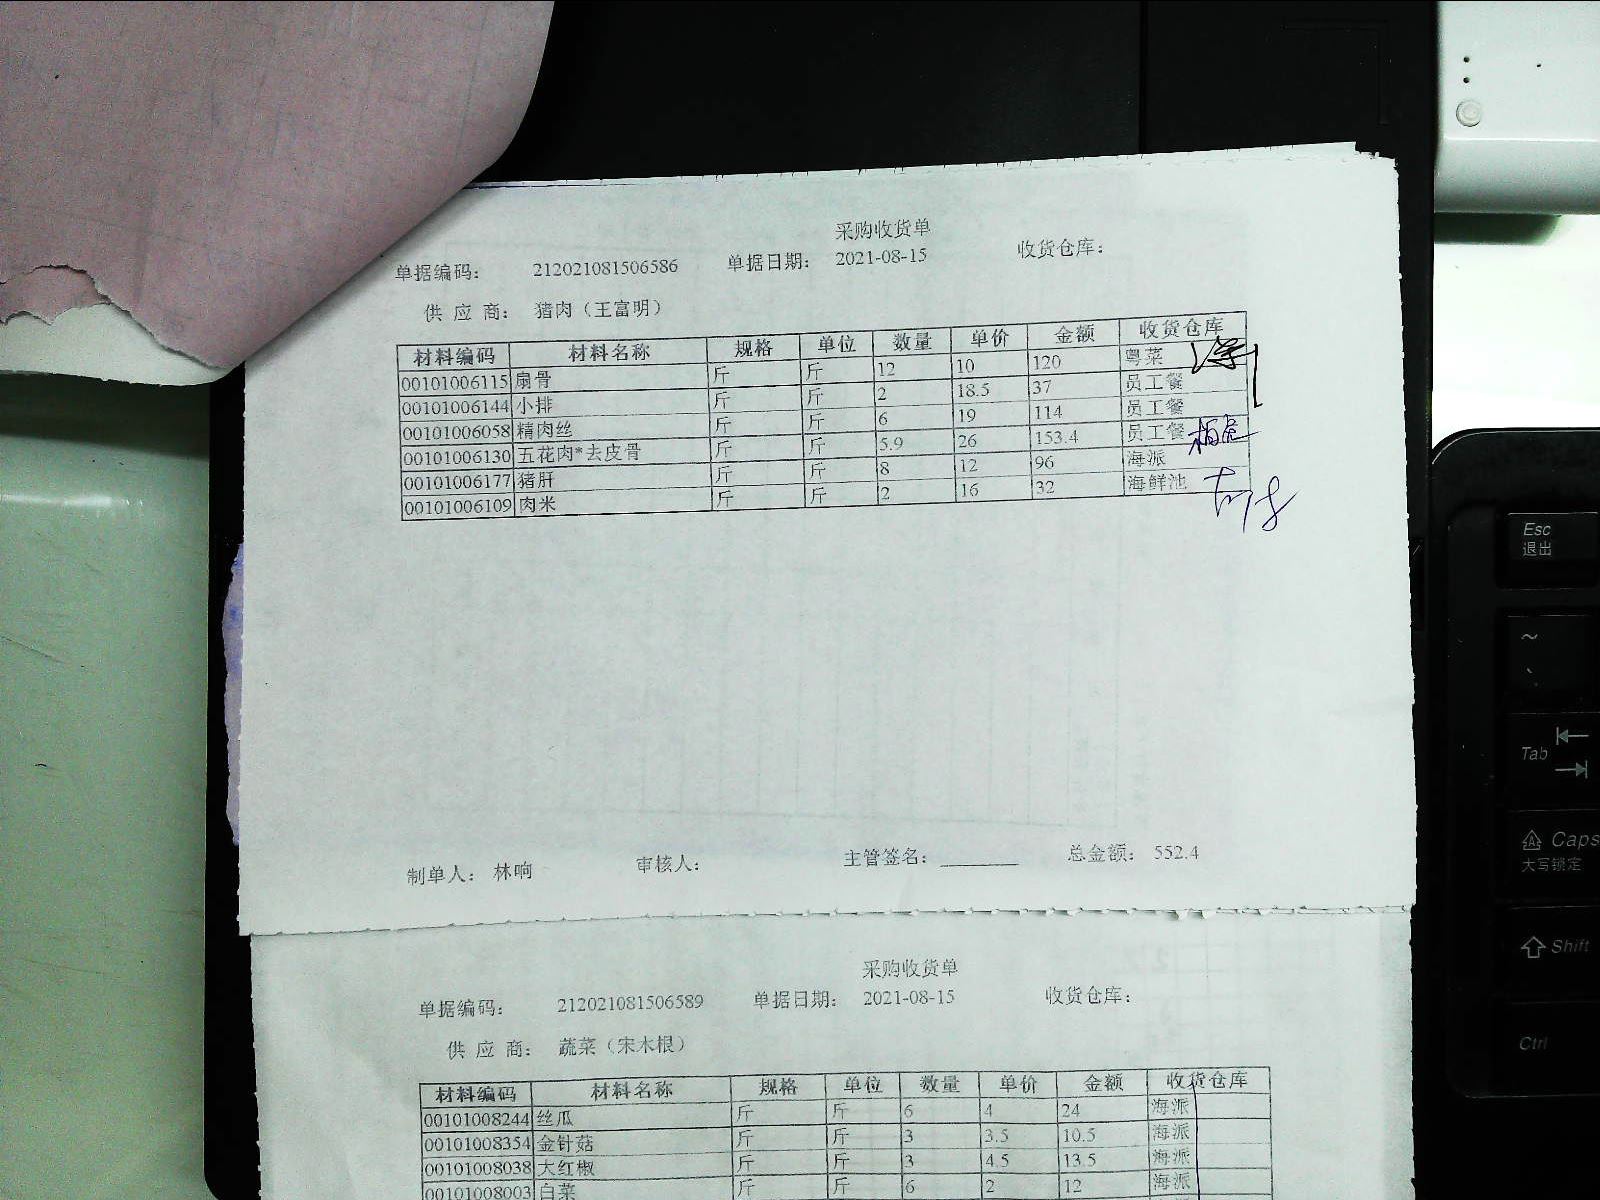 采购收货单
单据编码： 212021081506586 单据日期： 2021-08-15 收货仓库：
供 应 商： 猪肉（王富明）
材料编码 材料名称 规格 单位 数量 单价 金额 收货仓库
00101006115 扇骨 斤 斤 12 10 120 粤菜
00101006144 小排 斤 斤 2 18.5 37 员工餐
00101006058 精肉丝 斤 斤 6 19 114 员工餐
00101006130 五花肉*去皮骨 斤 斤 5.9 26 153.4 员工餐
00101006177 猪肝 斤 斤 8 12 96 海派
00101006109 肉米 斤 斤 2 16 32 海鲜池
制单人： 林响 审核人： 主管签名： 总金额： 552.4
采购收货单
单据编码： 212021081506589 单据日期： 2021-08-15 收货仓库：
供 应 商： 蔬菜（宋木根）
材料编码 材料名称 规格 单位 数量 单价 金额 收货仓库
00101008244 丝瓜 斤 斤 6 4 24 海派
00101008354 金针菇 斤 斤 3 3.5 10.5 海派
00101008038 大红椒 斤 斤 3 4.5 13.5 海派
00101008003 白菜 斤 斤 6 2 12 海派
Esc
退出
~
Tab
Caps
大写锁定
Shift
Ctrl